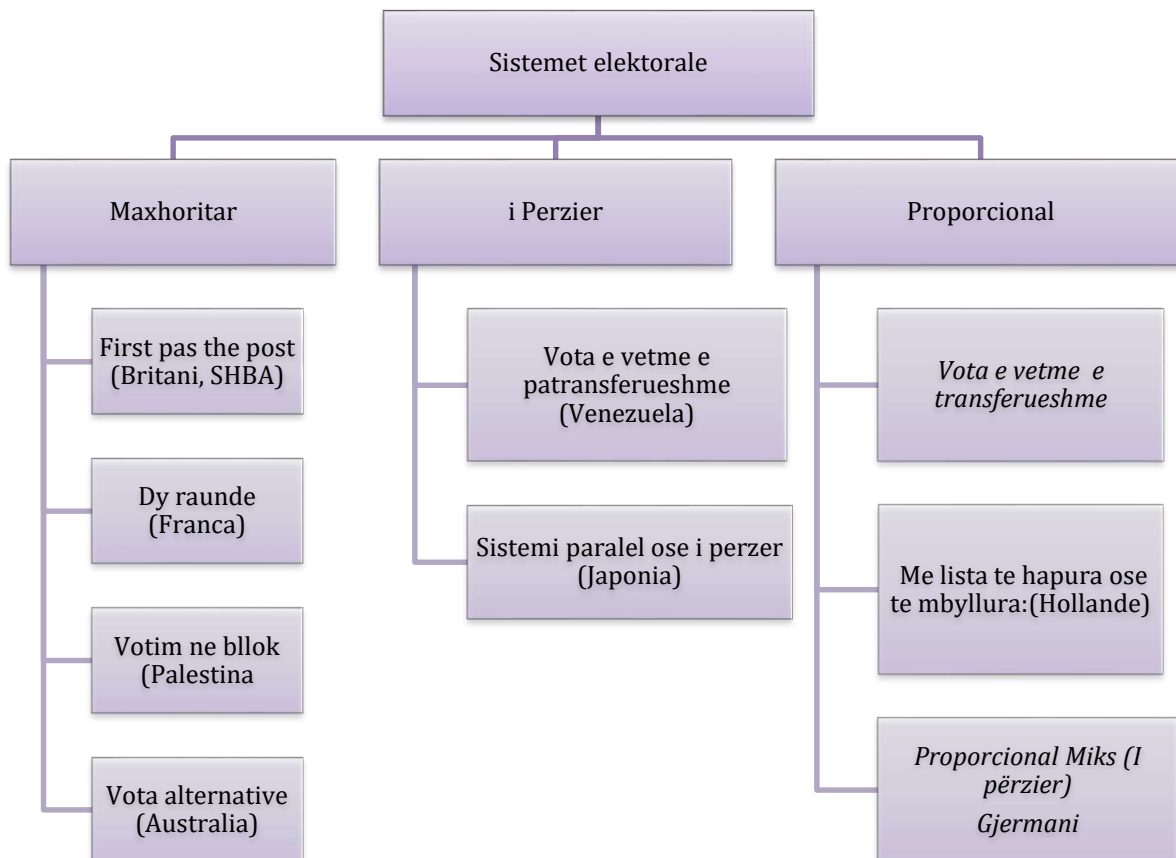 Sistemet elektorale
Maxhoritar
First pas the post
(Britani, SHBA)
Dy raunde
(Franca)
Votim ne bllok
(Palestina
Vota alternative
(Australia)
i Perzier
Vota e vetme e
patransferueshme
(Venezuela)
Sistemi paralel ose i perzer
(Japonia)
Proporcional
Vota e vetme e
transferueshme
Me lista te hapura ose
te mbyllura:(Hollande)
Proporcional Miks (I
përzier)
Gjermani